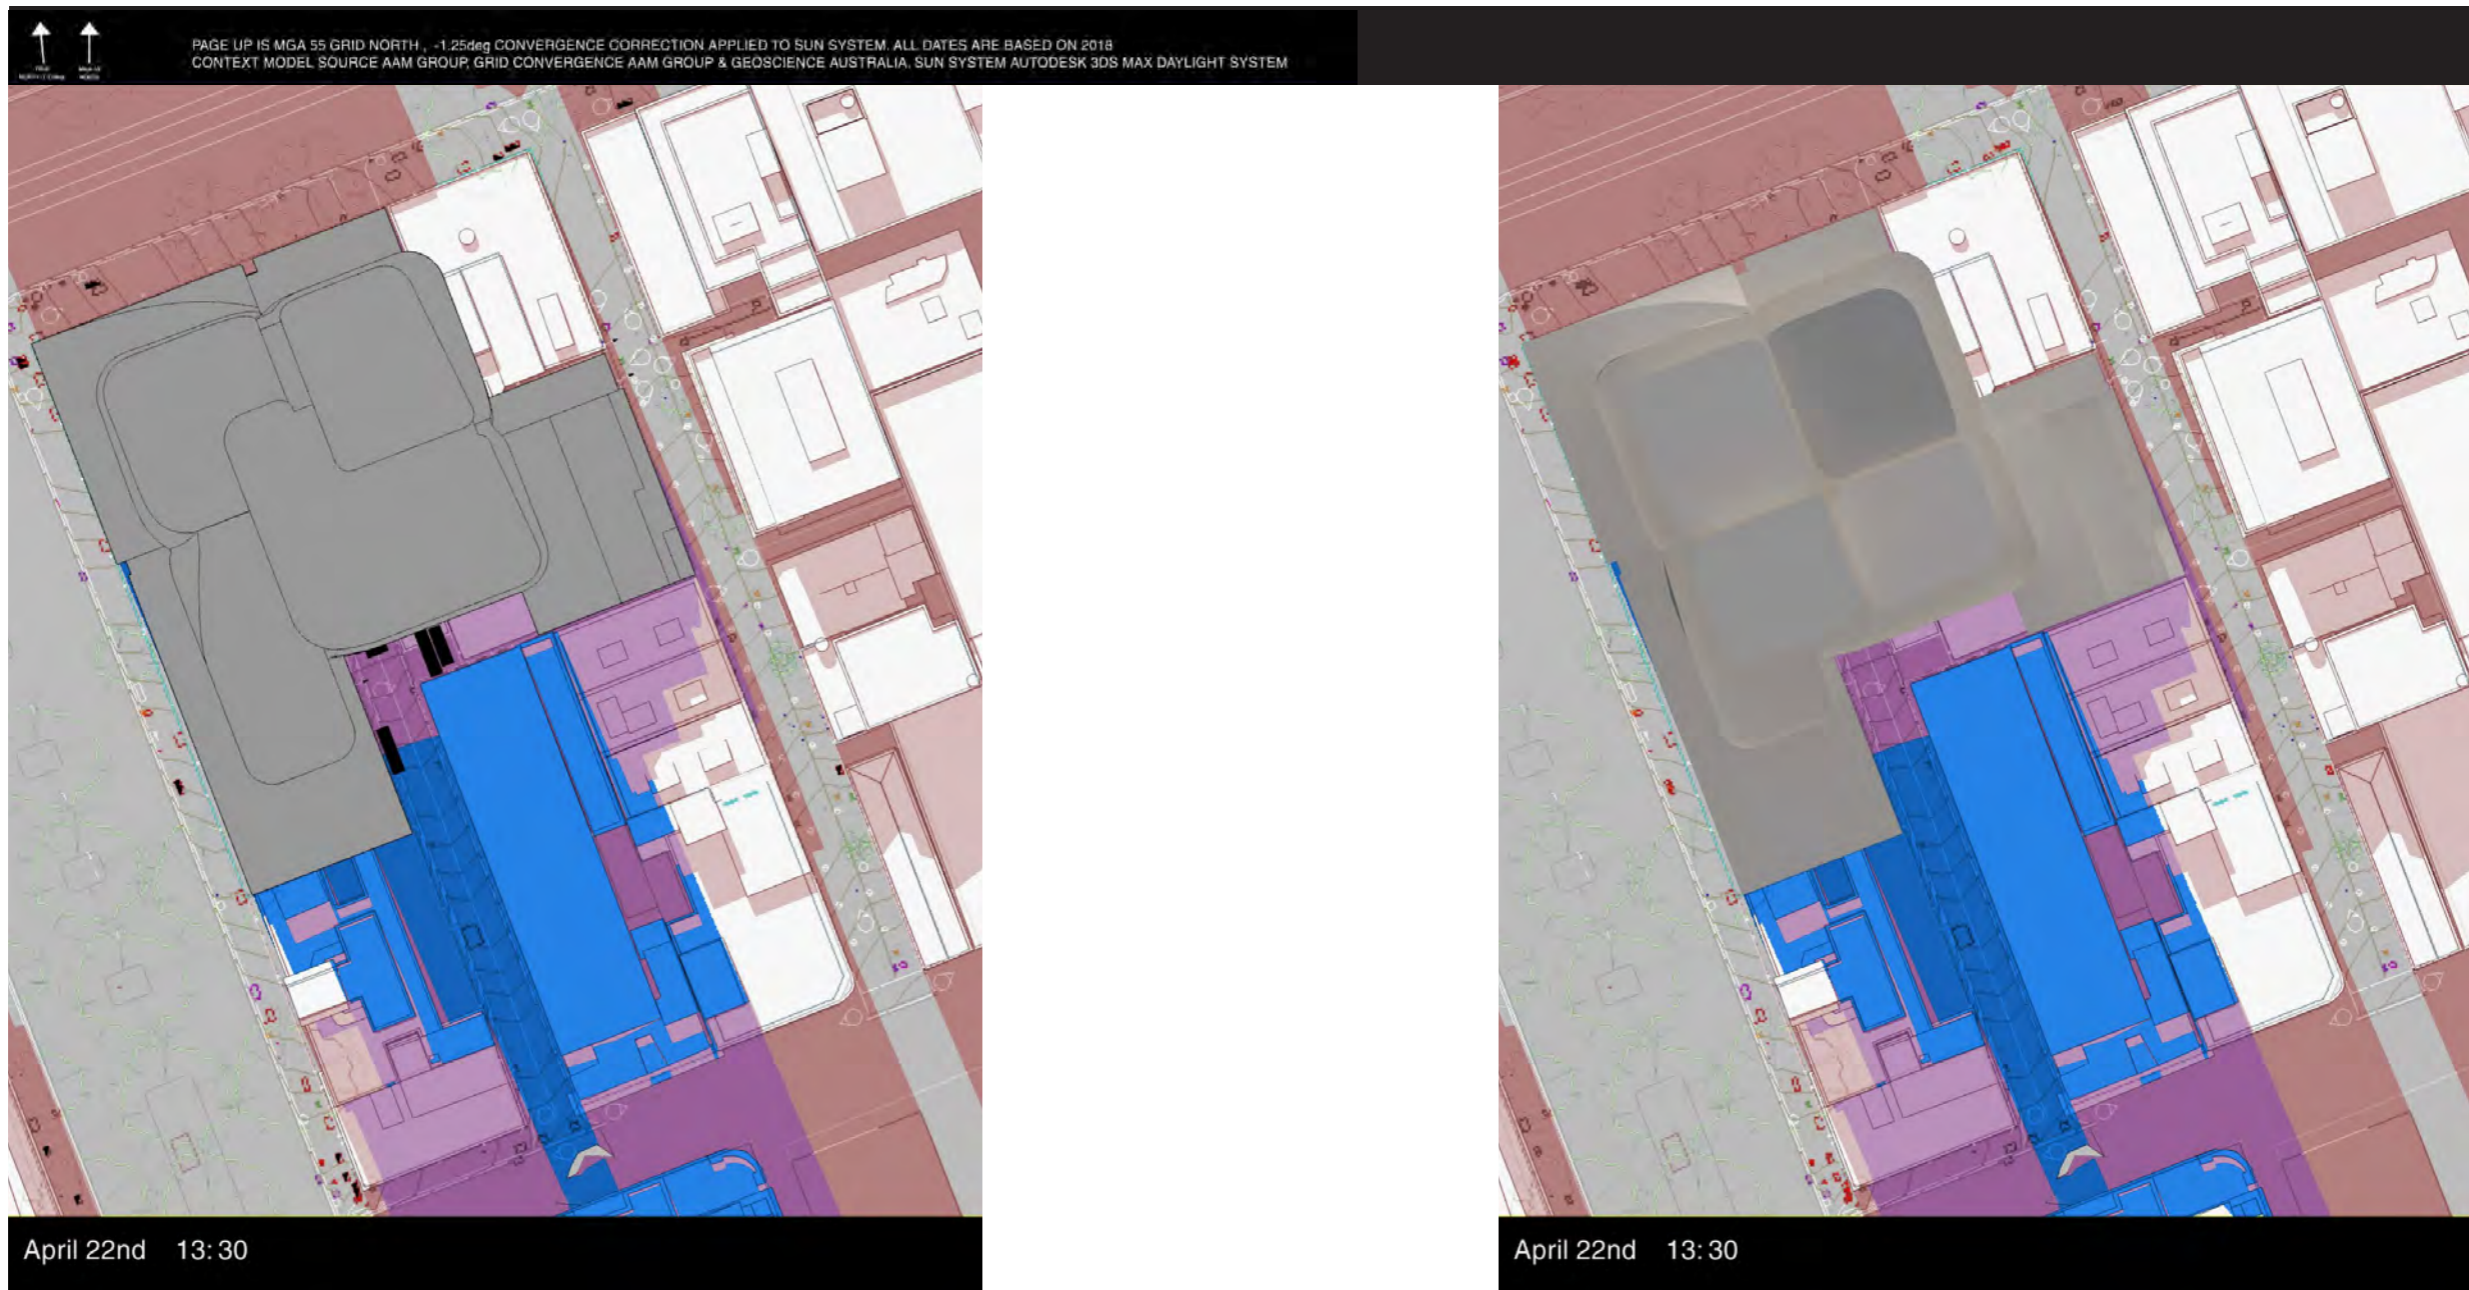 PAGE UP IS MGA 55 GRID NORTH , -1.25deg CONVERGENCE CORRECTION APPLIED TO SUN SYSTEM. ALL DATES ARE BASED ON 2018
CONTEXT MODEL SOURCE AAM GROUP, GRID CONVERGENCE AAM GROUP & GEOSCIENCE AUSTRALIA. SUN SYSTEM AUTODESK 3DS MAX DAYLIGHT SYSTEM
April 22nd 13:30
April 22nd 13:30